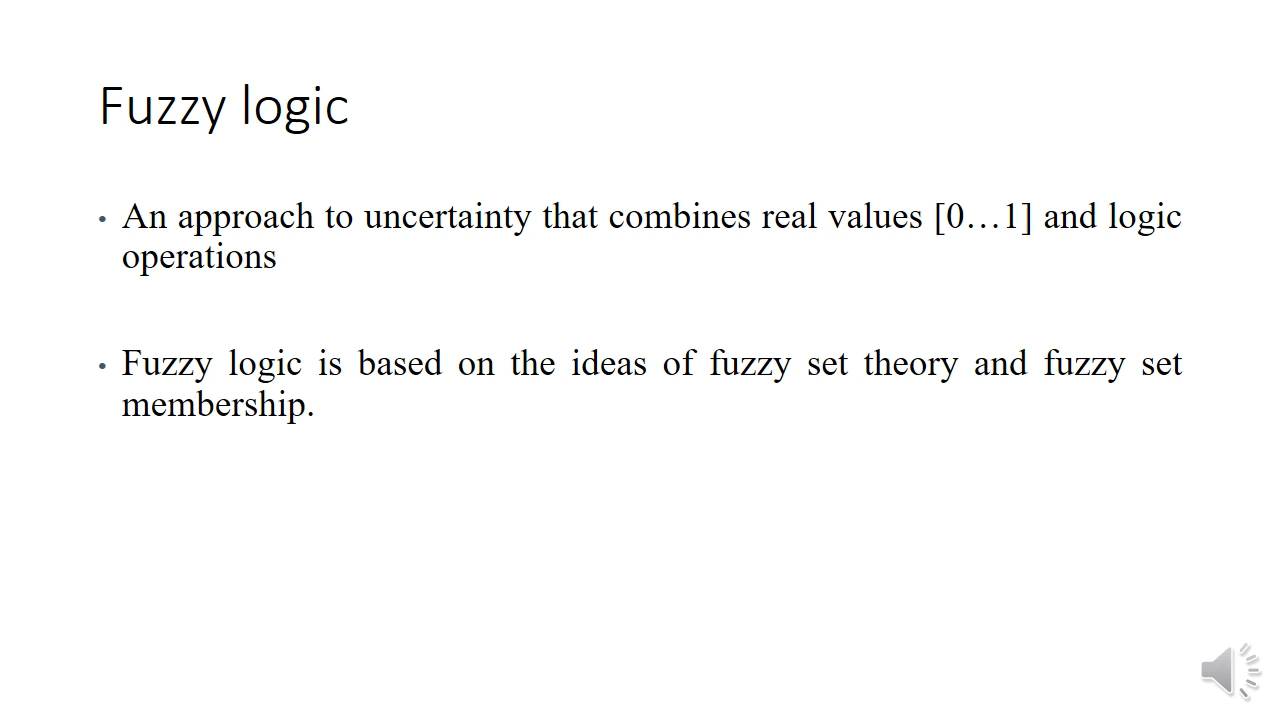 Fuzzy logic
• An approach to uncertainty that combines real values [0…1] and logic
operations
• Fuzzy logic is based on the ideas of fuzzy set theory and fuzzy set
membership.